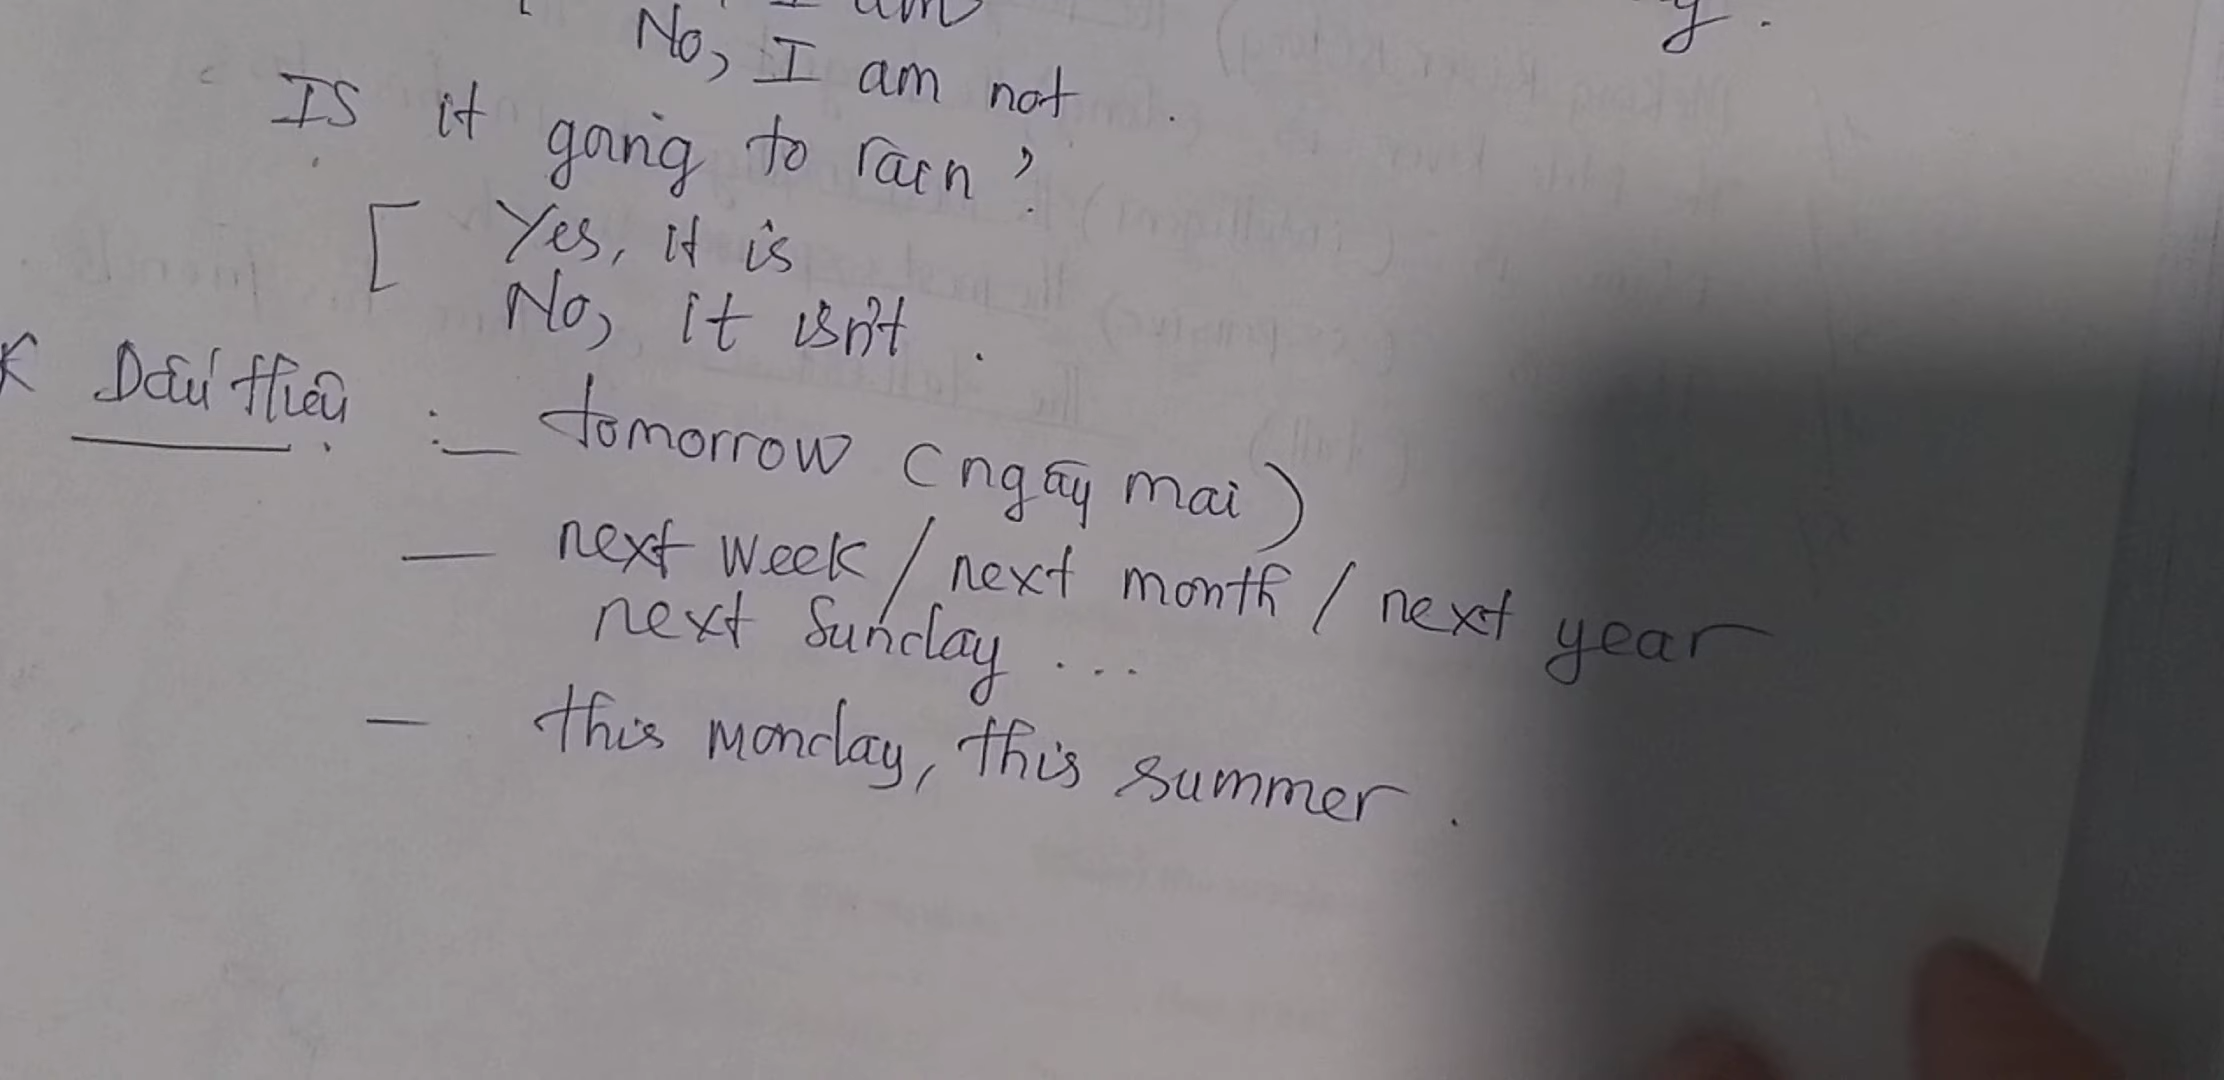 I am
No, I am not.
Is it going to rain?
[ Yes, it is
No, it isn't.
Dấu hiệu : - tomorrow (ngày mai)
- next week / next month / next year
next Sunday ...
- this monday, this summer.